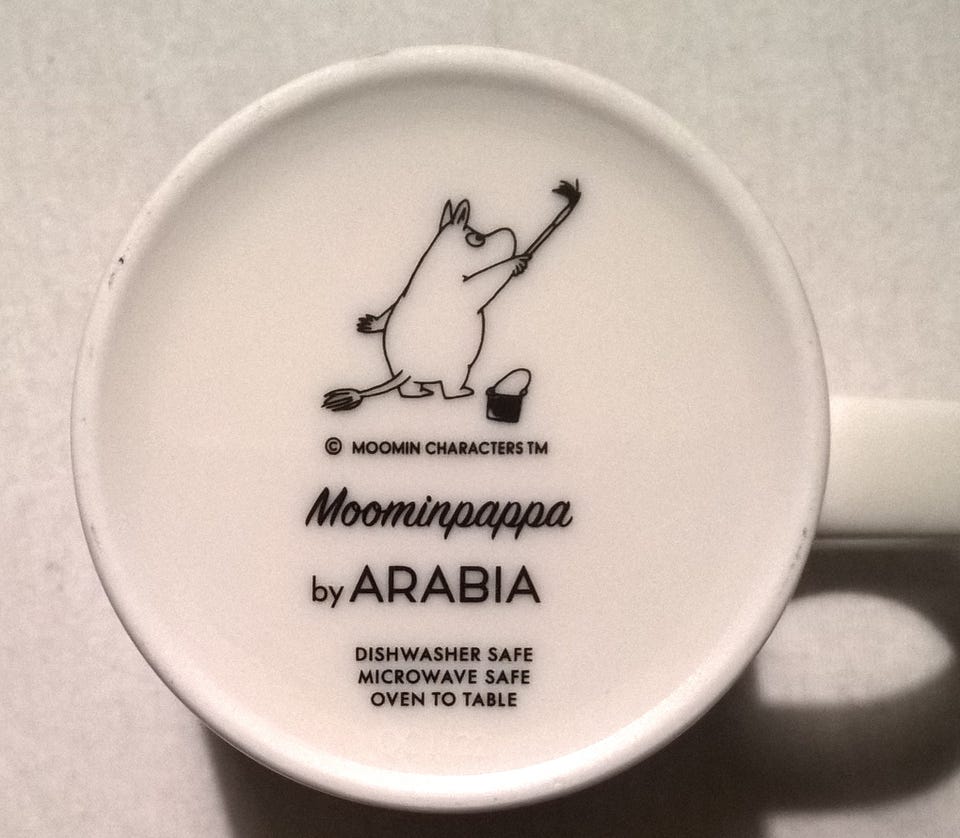 © MOOMIN CHARACTERS TM
Moominpappa
by ARABIA
DISHWASHER SAFE
MICROWAVE SAFE
OVEN TO TABLE